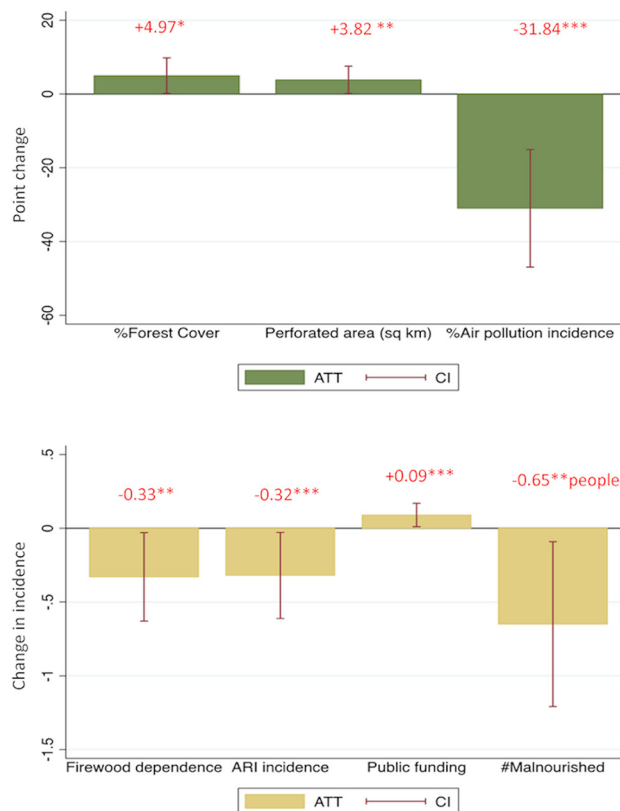 20
+4.97*
+3.82 **
-31.84***
0
-20
-40
-60
Point change
%Forest Cover
Perforated area (sq km)
%Air pollution incidence
ATT
CI
.5
-0.33**
-0.32***
+0.09***
-0.65**people
0
-.5
-1
-1.5
Change in incidence
Firewood dependence
ARI incidence
Public funding
#Malnourished
ATT
CI